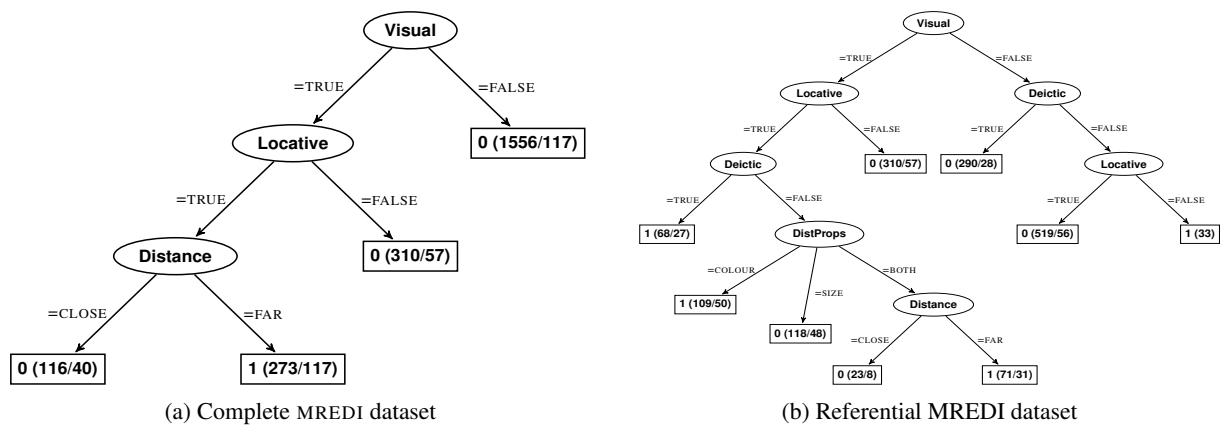 Visual
=TRUE
=FALSE
Locative
0 (1556/117)
=TRUE
=FALSE
Distance
0 (310/57)
=CLOSE
=FAR
0 (116/40)
1 (273/117)
(a) Complete MREDI dataset
Visual
=TRUE
=FALSE
Locative
Deictic
=TRUE
=FALSE
=TRUE
=FALSE
Deictic
0 (310/57)
0 (290/28)
Locative
=TRUE
=FALSE
=TRUE
=FALSE
1 (68/27)
DistProps
0 (519/56)
1 (33)
=COLOUR
=SIZE
=BOTH
1 (109/50)
0 (118/48)
Distance
=CLOSE
=FAR
0 (23/8)
1 (71/31)
(b) Referential MREDI dataset